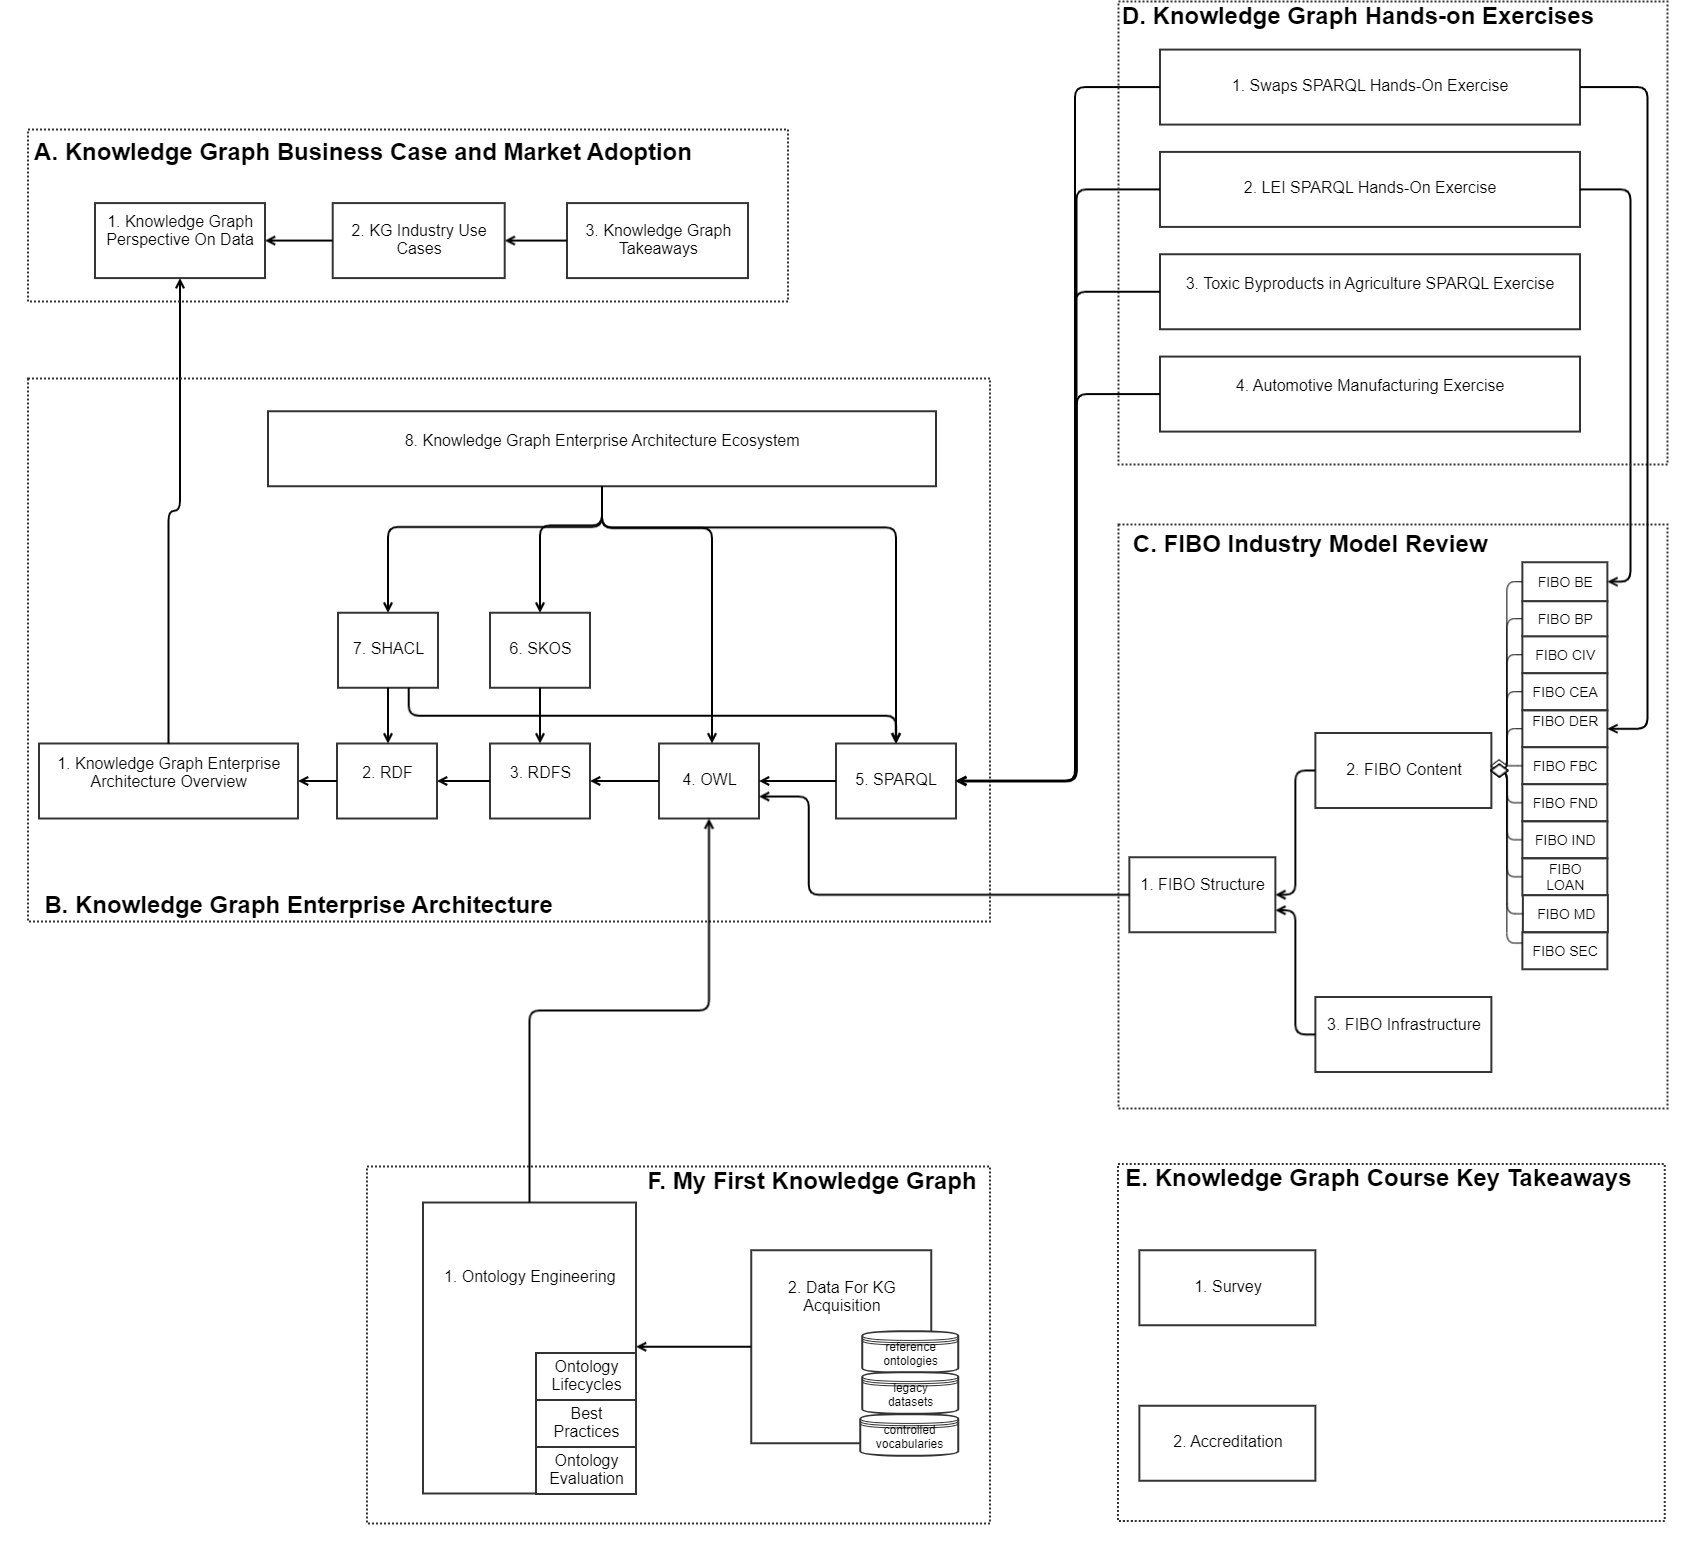 D. Knowledge Graph Hands-on Exercises
1. Swaps SPARQL Hands-On Exercise
2. LEI SPARQL Hands-On Exercise
3. Toxic Byproducts in Agriculture SPARQL Exercise
4. Automotive Manufacturing Exercise
A. Knowledge Graph Business Case and Market Adoption
1. Knowledge Graph
Perspective On Data
2. KG Industry Use
Cases
3. Knowledge Graph
Takeaways
8. Knowledge Graph Enterprise Architecture Ecosystem
7. SHACL
6. SKOS
1. Knowledge Graph Enterprise
Architecture Overview
2. RDF
3. RDFS
4. OWL
5. SPARQL
B. Knowledge Graph Enterprise Architecture
C. FIBO Industry Model Review
FIBO BE
FIBO BP
FIBO CIV
FIBO CEA
FIBO DER
FIBO FBC
FIBO FND
FIBO IND
FIBO
LOAN
FIBO MD
FIBO SEC
2. FIBO Content
1. FIBO Structure
3. FIBO Infrastructure
F. My First Knowledge Graph
1. Ontology Engineering
Ontology
Lifecycles
Best
Practices
Ontology
Evaluation
2. Data For KG
Acquisition
reference
ontologies
legacy
datasets
controlled
vocabularies
E. Knowledge Graph Course Key Takeaways
1. Survey
2. Accreditation